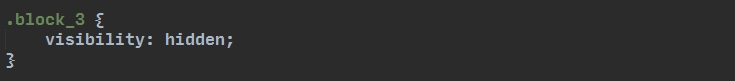 .block_3 {
    visibility: hidden;
}